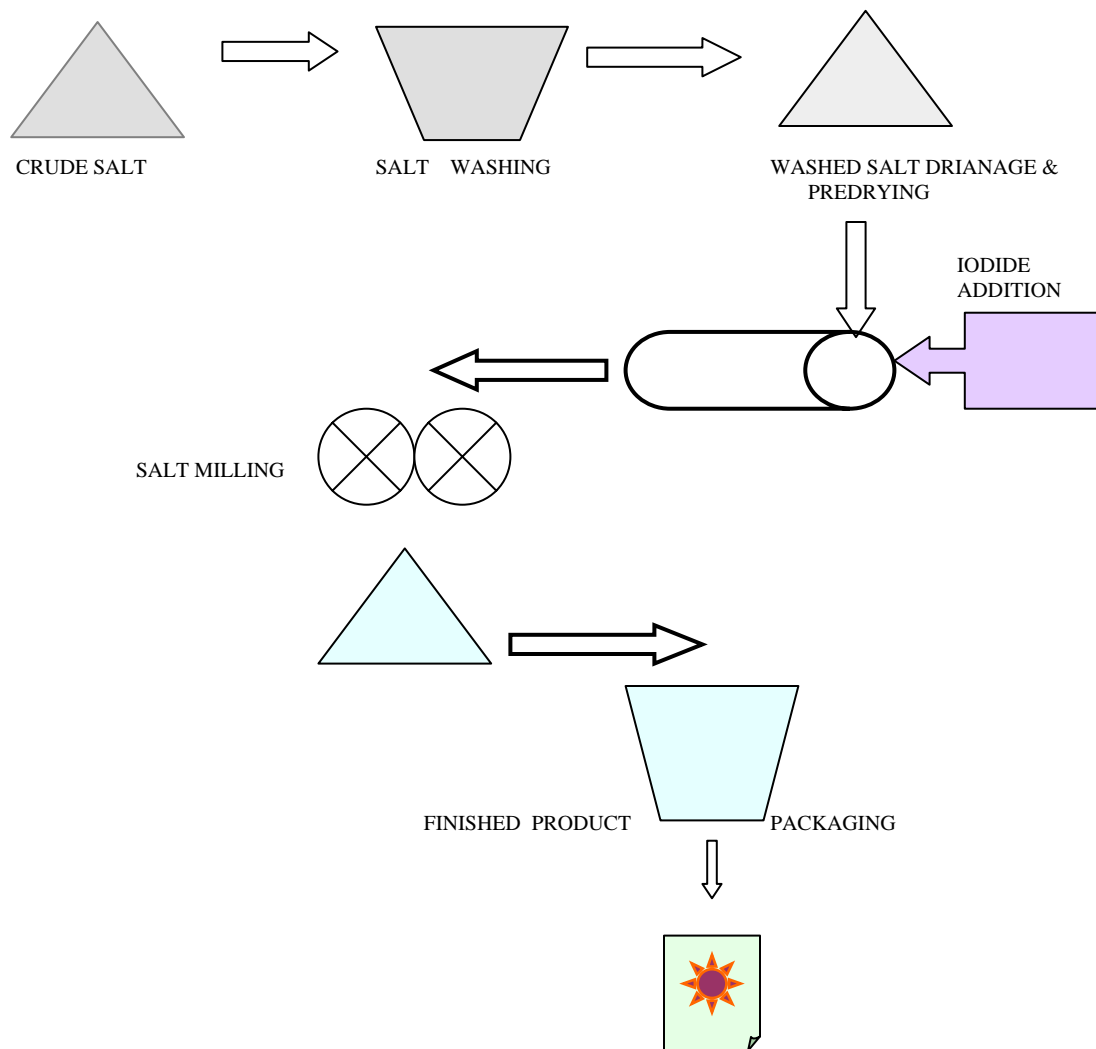 CRUDE SALT
SALT WASHING
WASHED SALT DRIANAGE &
PREDRYING
IODIDE
ADDITION
SALT MILLING
FINISHED PRODUCT
PACKAGING